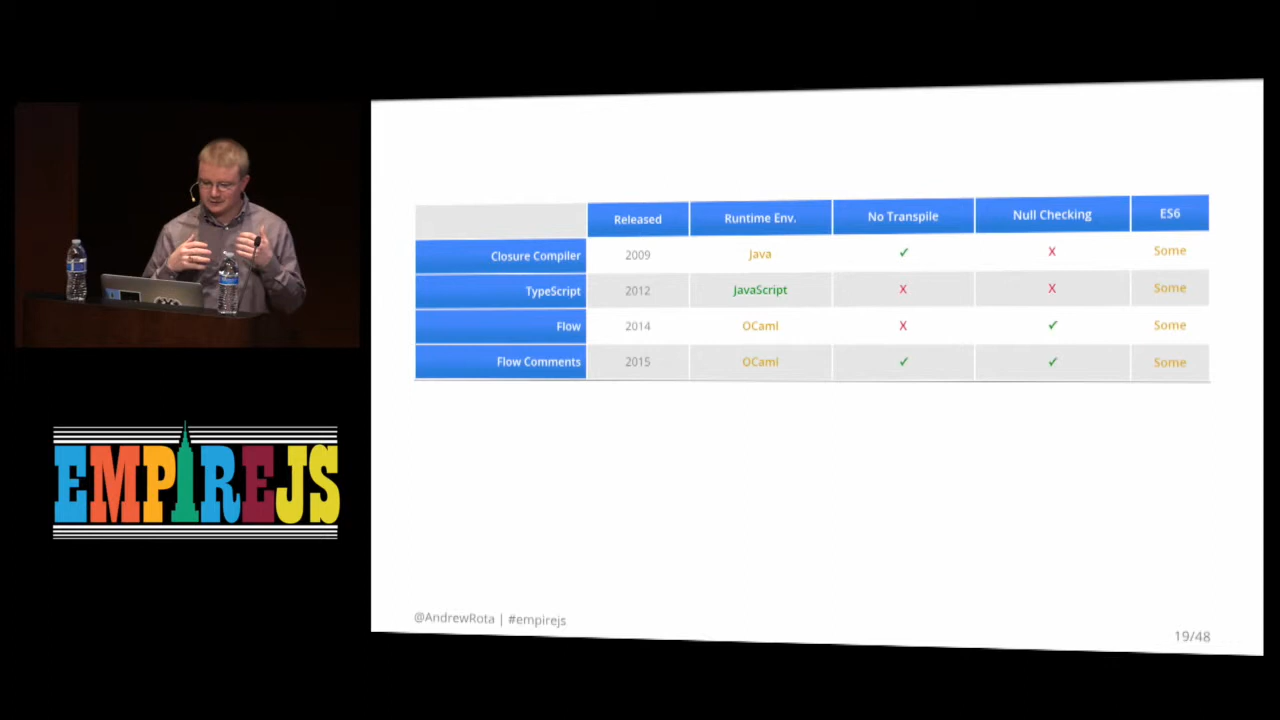 Released Runtime Env. No Transpile Null Checking ES6
Closure Compiler 2009 Java ✓ X Some
TypeScript 2012 JavaScript X X Some
Flow 2014 OCaml X ✓ Some
Flow Comments 2015 OCaml ✓ ✓ Some
EMPIREJS
@AndrewRota | #empirejs
19/48